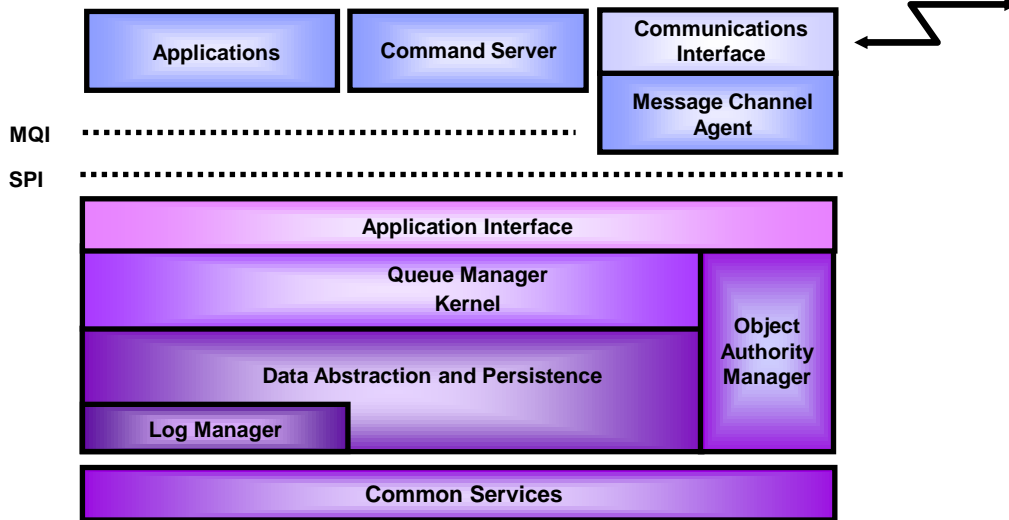 Applications
Command Server
Communications
Interface
Message Channel
Agent
MQI
SPI
Application Interface
Queue Manager
Kernel
Object
Authority
Manager
Data Abstraction and Persistence
Log Manager
Common Services